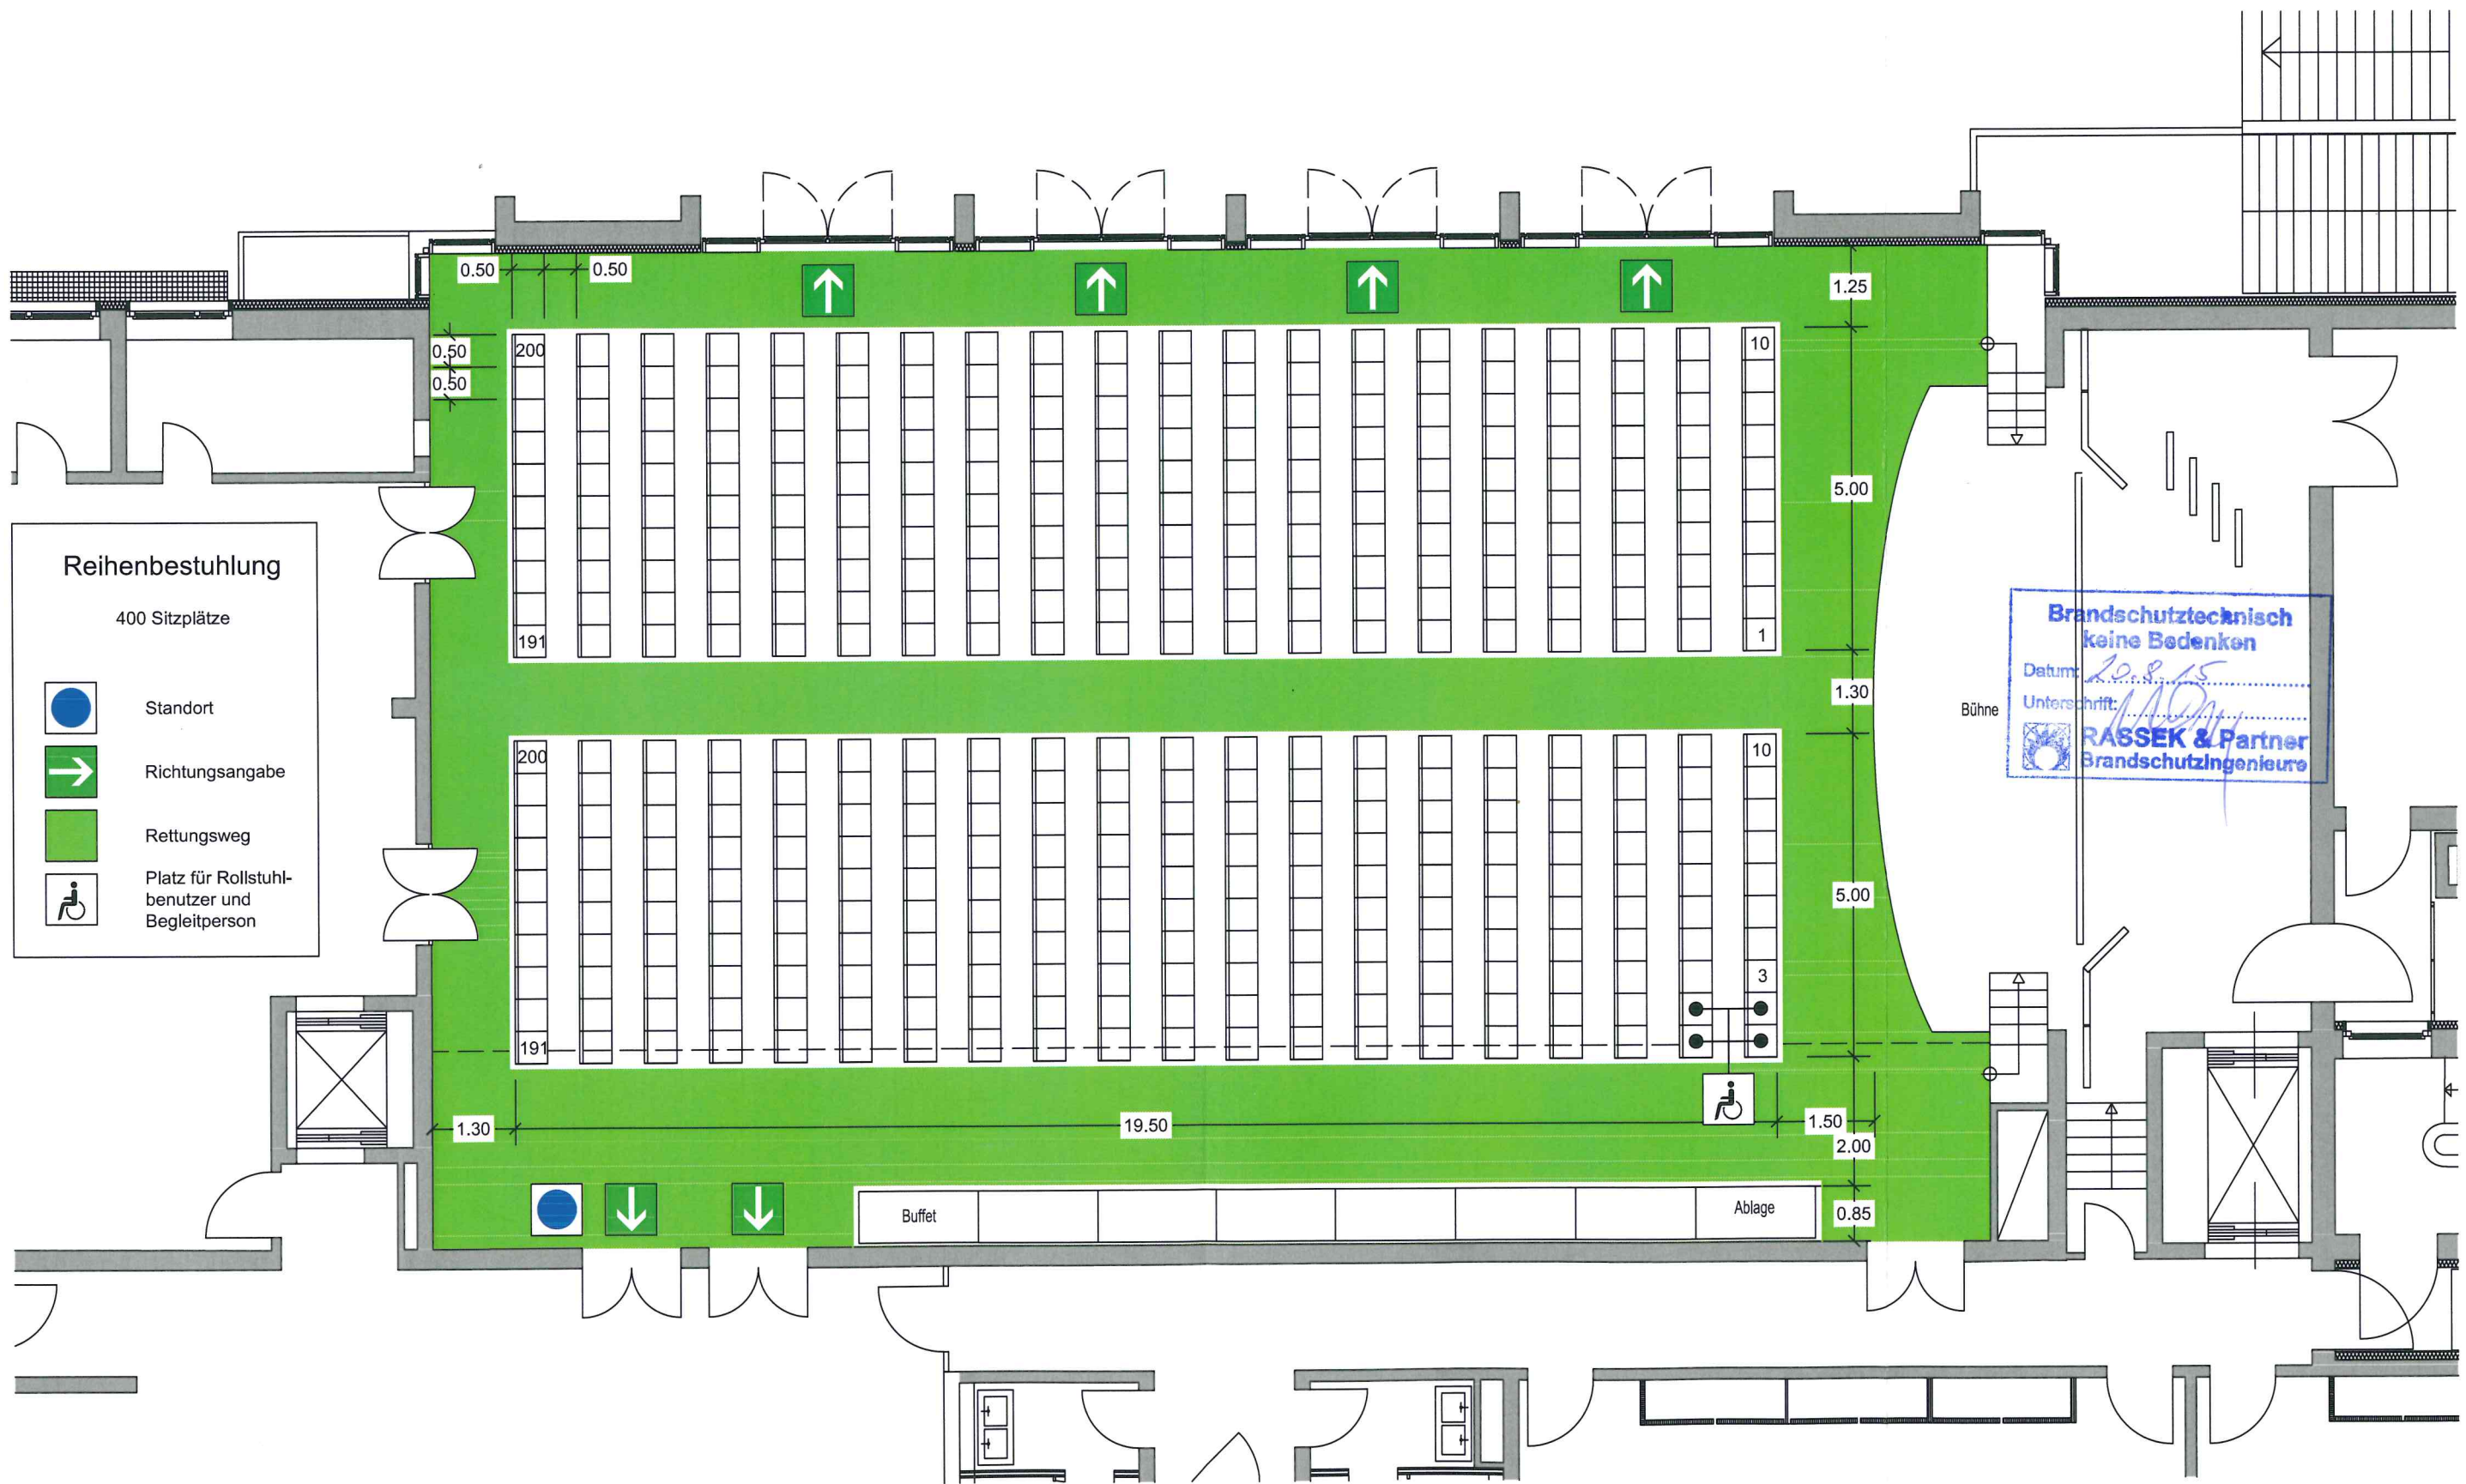 0.50
0.50
1.25
0.50
0.50
200
10
5.00
191
1
Reihenbestuhlung
400 Sitzplätze
Standort
Richtungsangabe
Rettungsweg
Platz für Rollstuhl-
benutzer und
Begleitperson
1.30
Bühne
Brandschutztechnisch
keine Bedenken
Datum: 20.8.15
Unterschrift:
RASSEK & Partner
Brandschutzingenieure
200
10
5.00
3
191
1.30
19.50
1.50
2.00
Buffet
Ablage
0.85